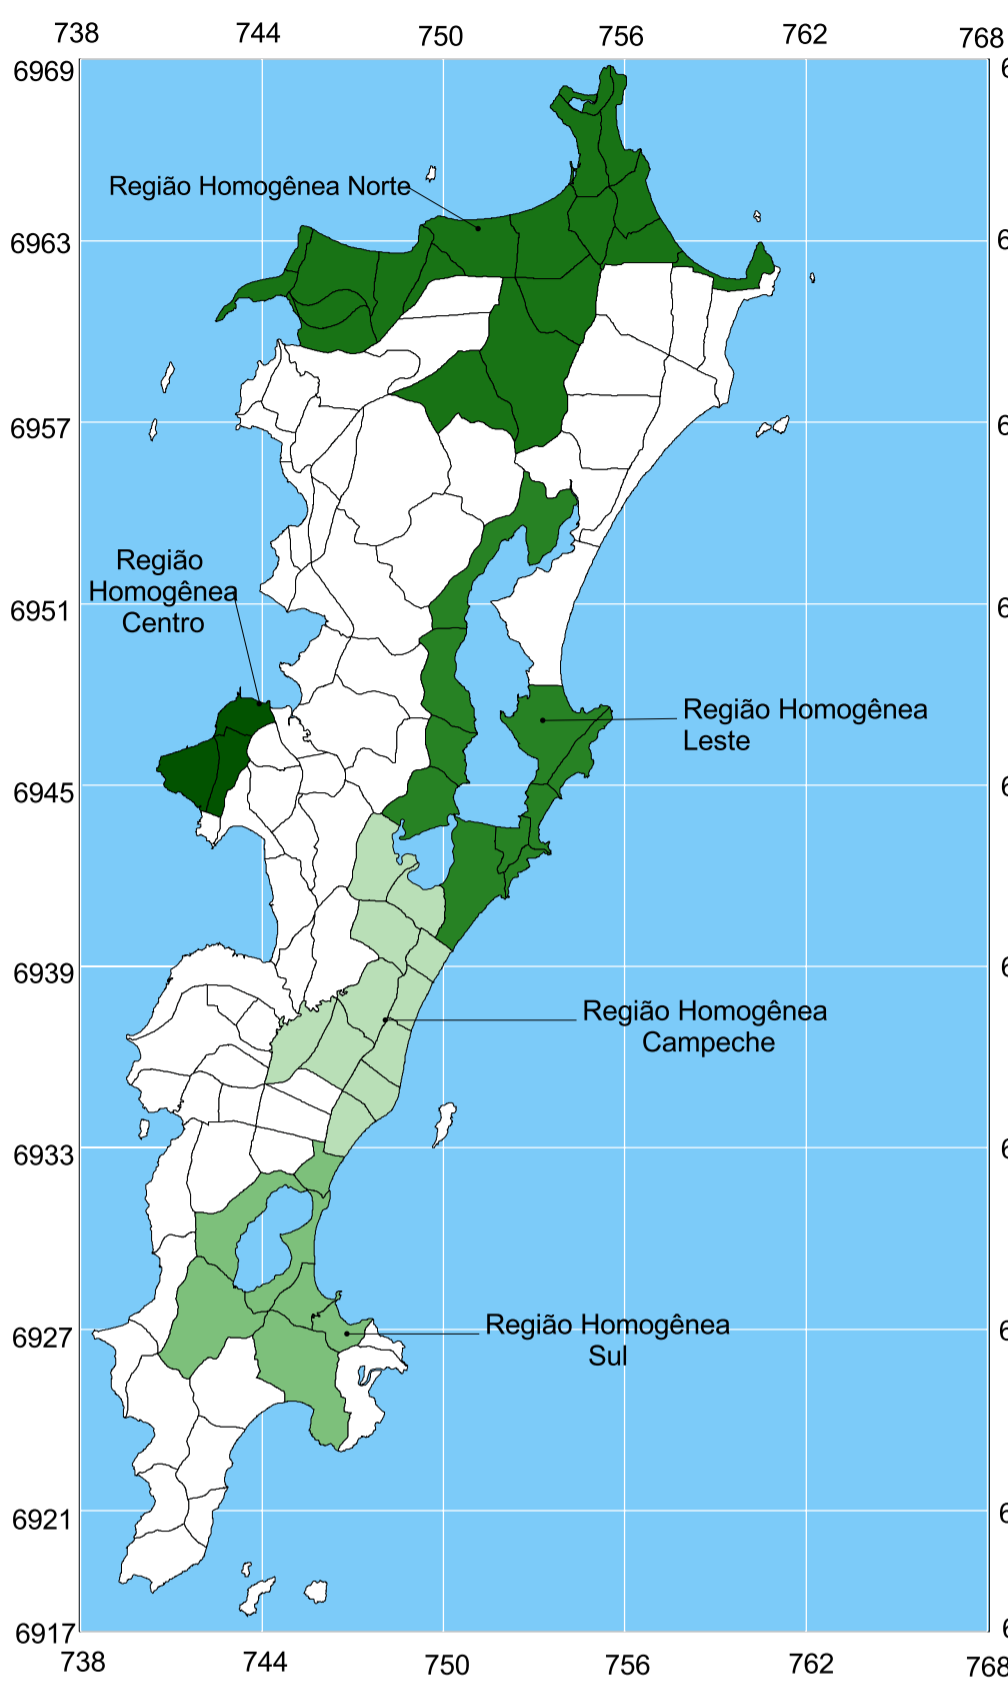 738 744 750 756 762 768
6969
Região Homogênea Norte
6963
6957
Região
Homogênea
Centro
6951
Região Homogênea
Leste
6945
6939
Região Homogênea
Campeche
6933
6927
Região Homogênea
Sul
6921
6917
738 744 750 756 762 768